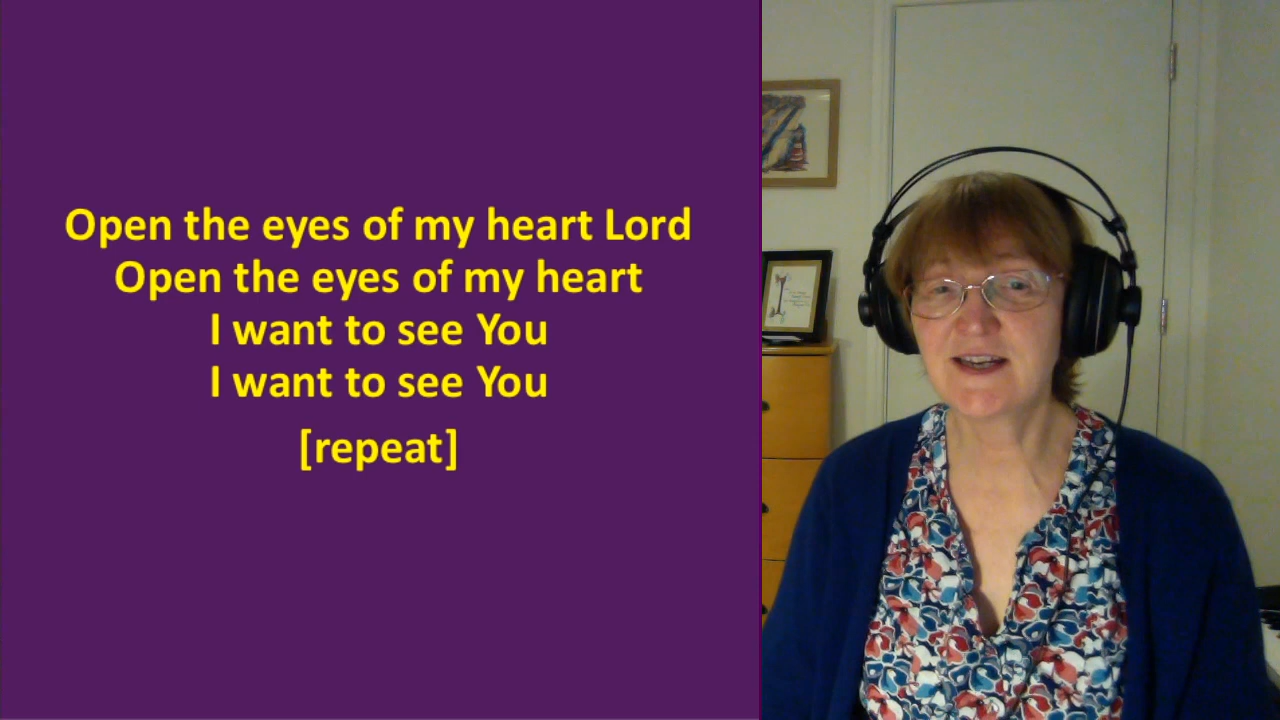 Open the eyes of my heart Lord
Open the eyes of my heart
I want to see You
I want to see You
[repeat]